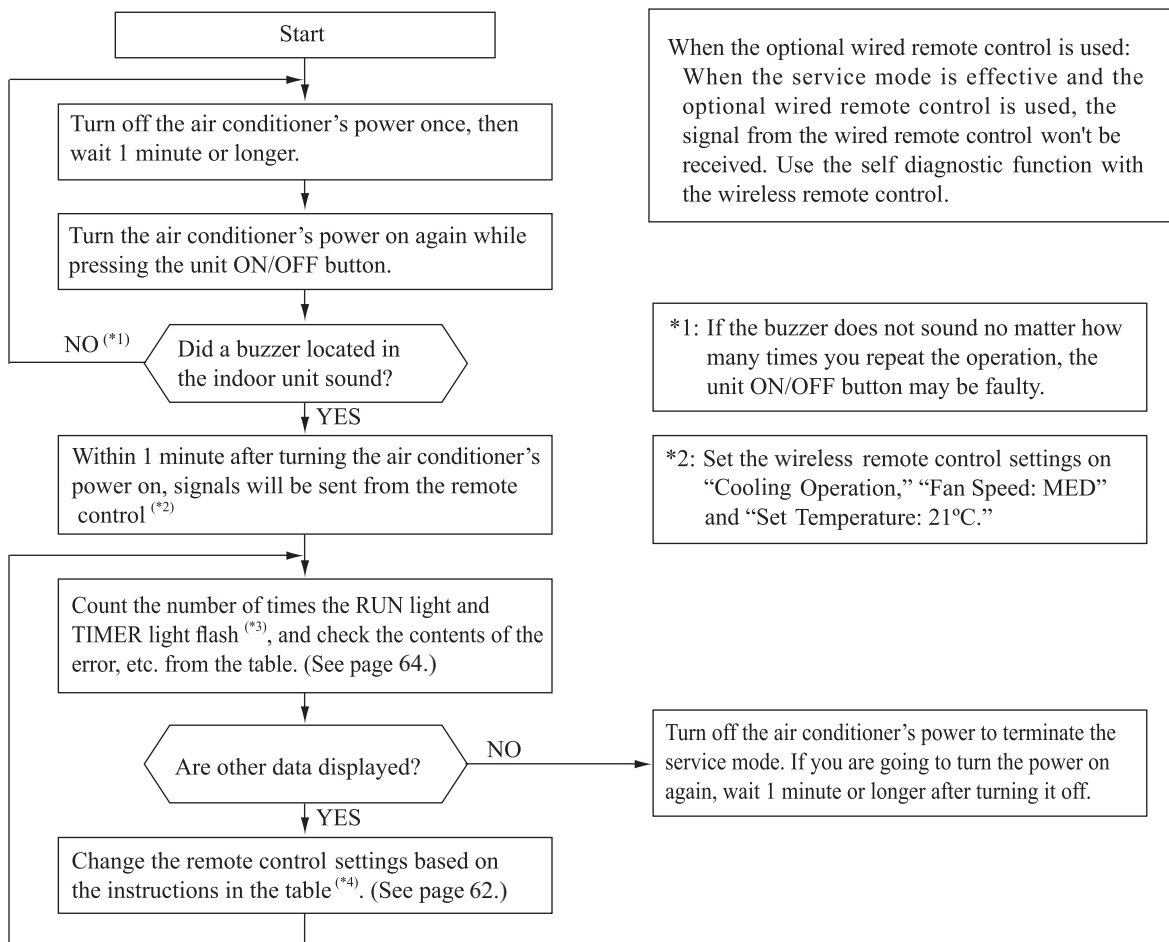 Start
Turn off the air conditioner's power once, then
wait 1 minute or longer.
Turn the air conditioner's power on again while
pressing the unit ON/OFF button.
NO (*1)
Did a buzzer located in
the indoor unit sound?
YES
Within 1 minute after turning the air conditioner's
power on, signals will be sent from the remote
control (*2)
Count the number of times the RUN light and
TIMER light flash (*3), and check the contents of the
error, etc. from the table. (See page 64.)
Are other data displayed?
NO
YES
Change the remote control settings based on
the instructions in the table (*4). (See page 62.)
When the optional wired remote control is used:
When the service mode is effective and the
optional wired remote control is used, the
signal from the wired remote control won't be
received. Use the self diagnostic function with
the wireless remote control.
*1: If the buzzer does not sound no matter how
many times you repeat the operation, the
unit ON/OFF button may be faulty.
*2: Set the wireless remote control settings on
“Cooling Operation,” “Fan Speed: MED”
and “Set Temperature: 21ºC.”
Turn off the air conditioner's power to terminate the
service mode. If you are going to turn the power on
again, wait 1 minute or longer after turning it off.